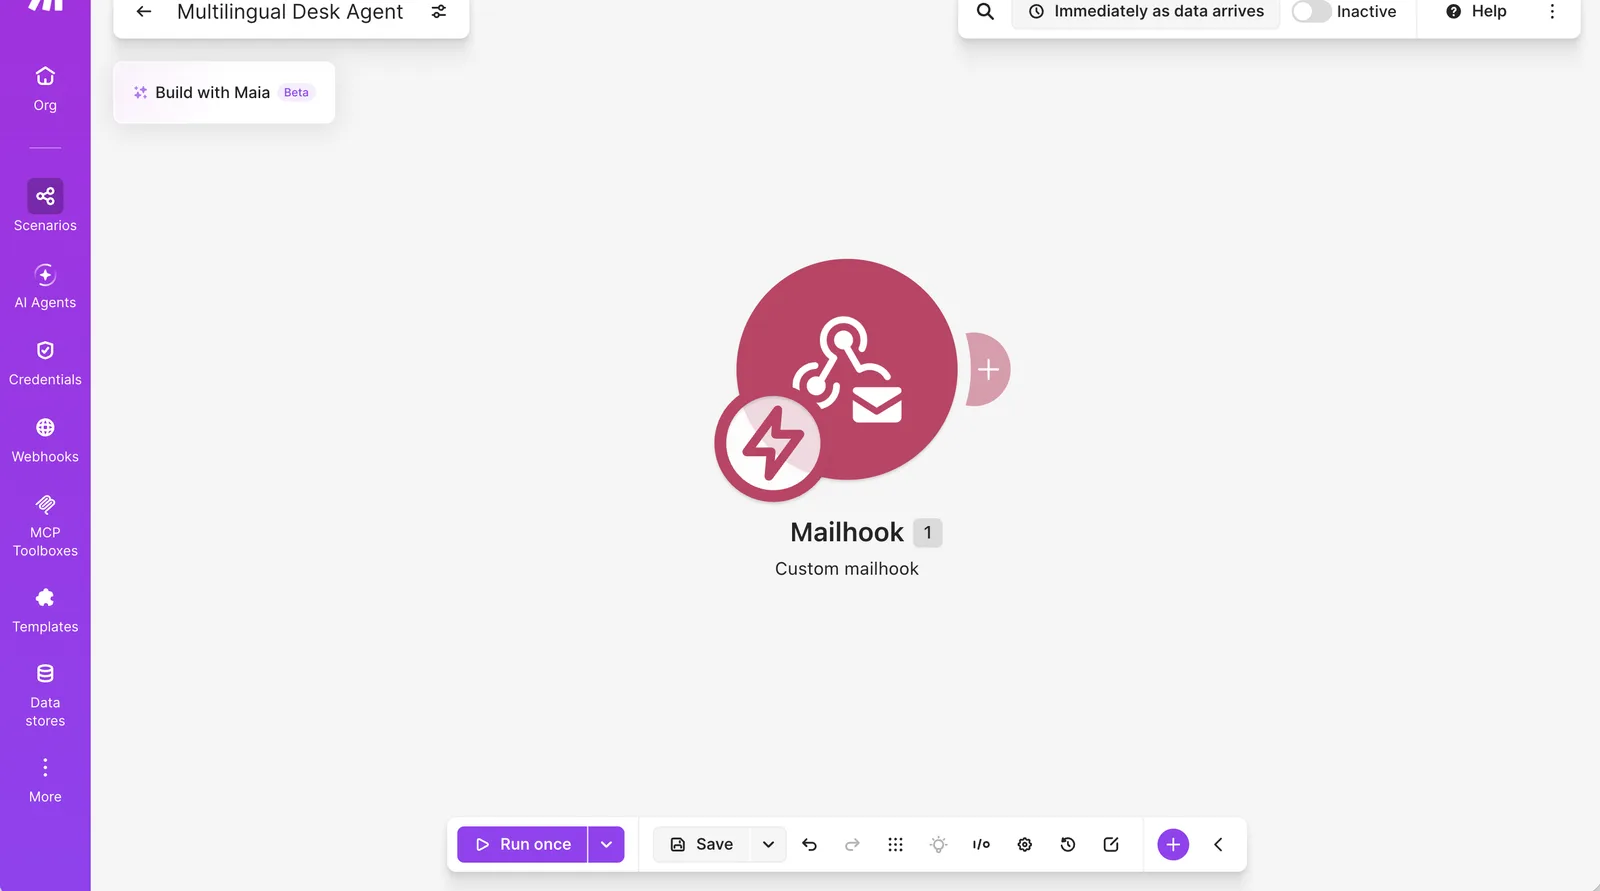 Multilingual Desk Agent
Immediately as data arrives
Inactive
Help
Build with Maia Beta
Org
Scenarios
AI Agents
Credentials
Webhooks
MCP
Toolboxes
Templates
Data
stores
More
Mailhook 1
Custom mailhook
Run once
Save